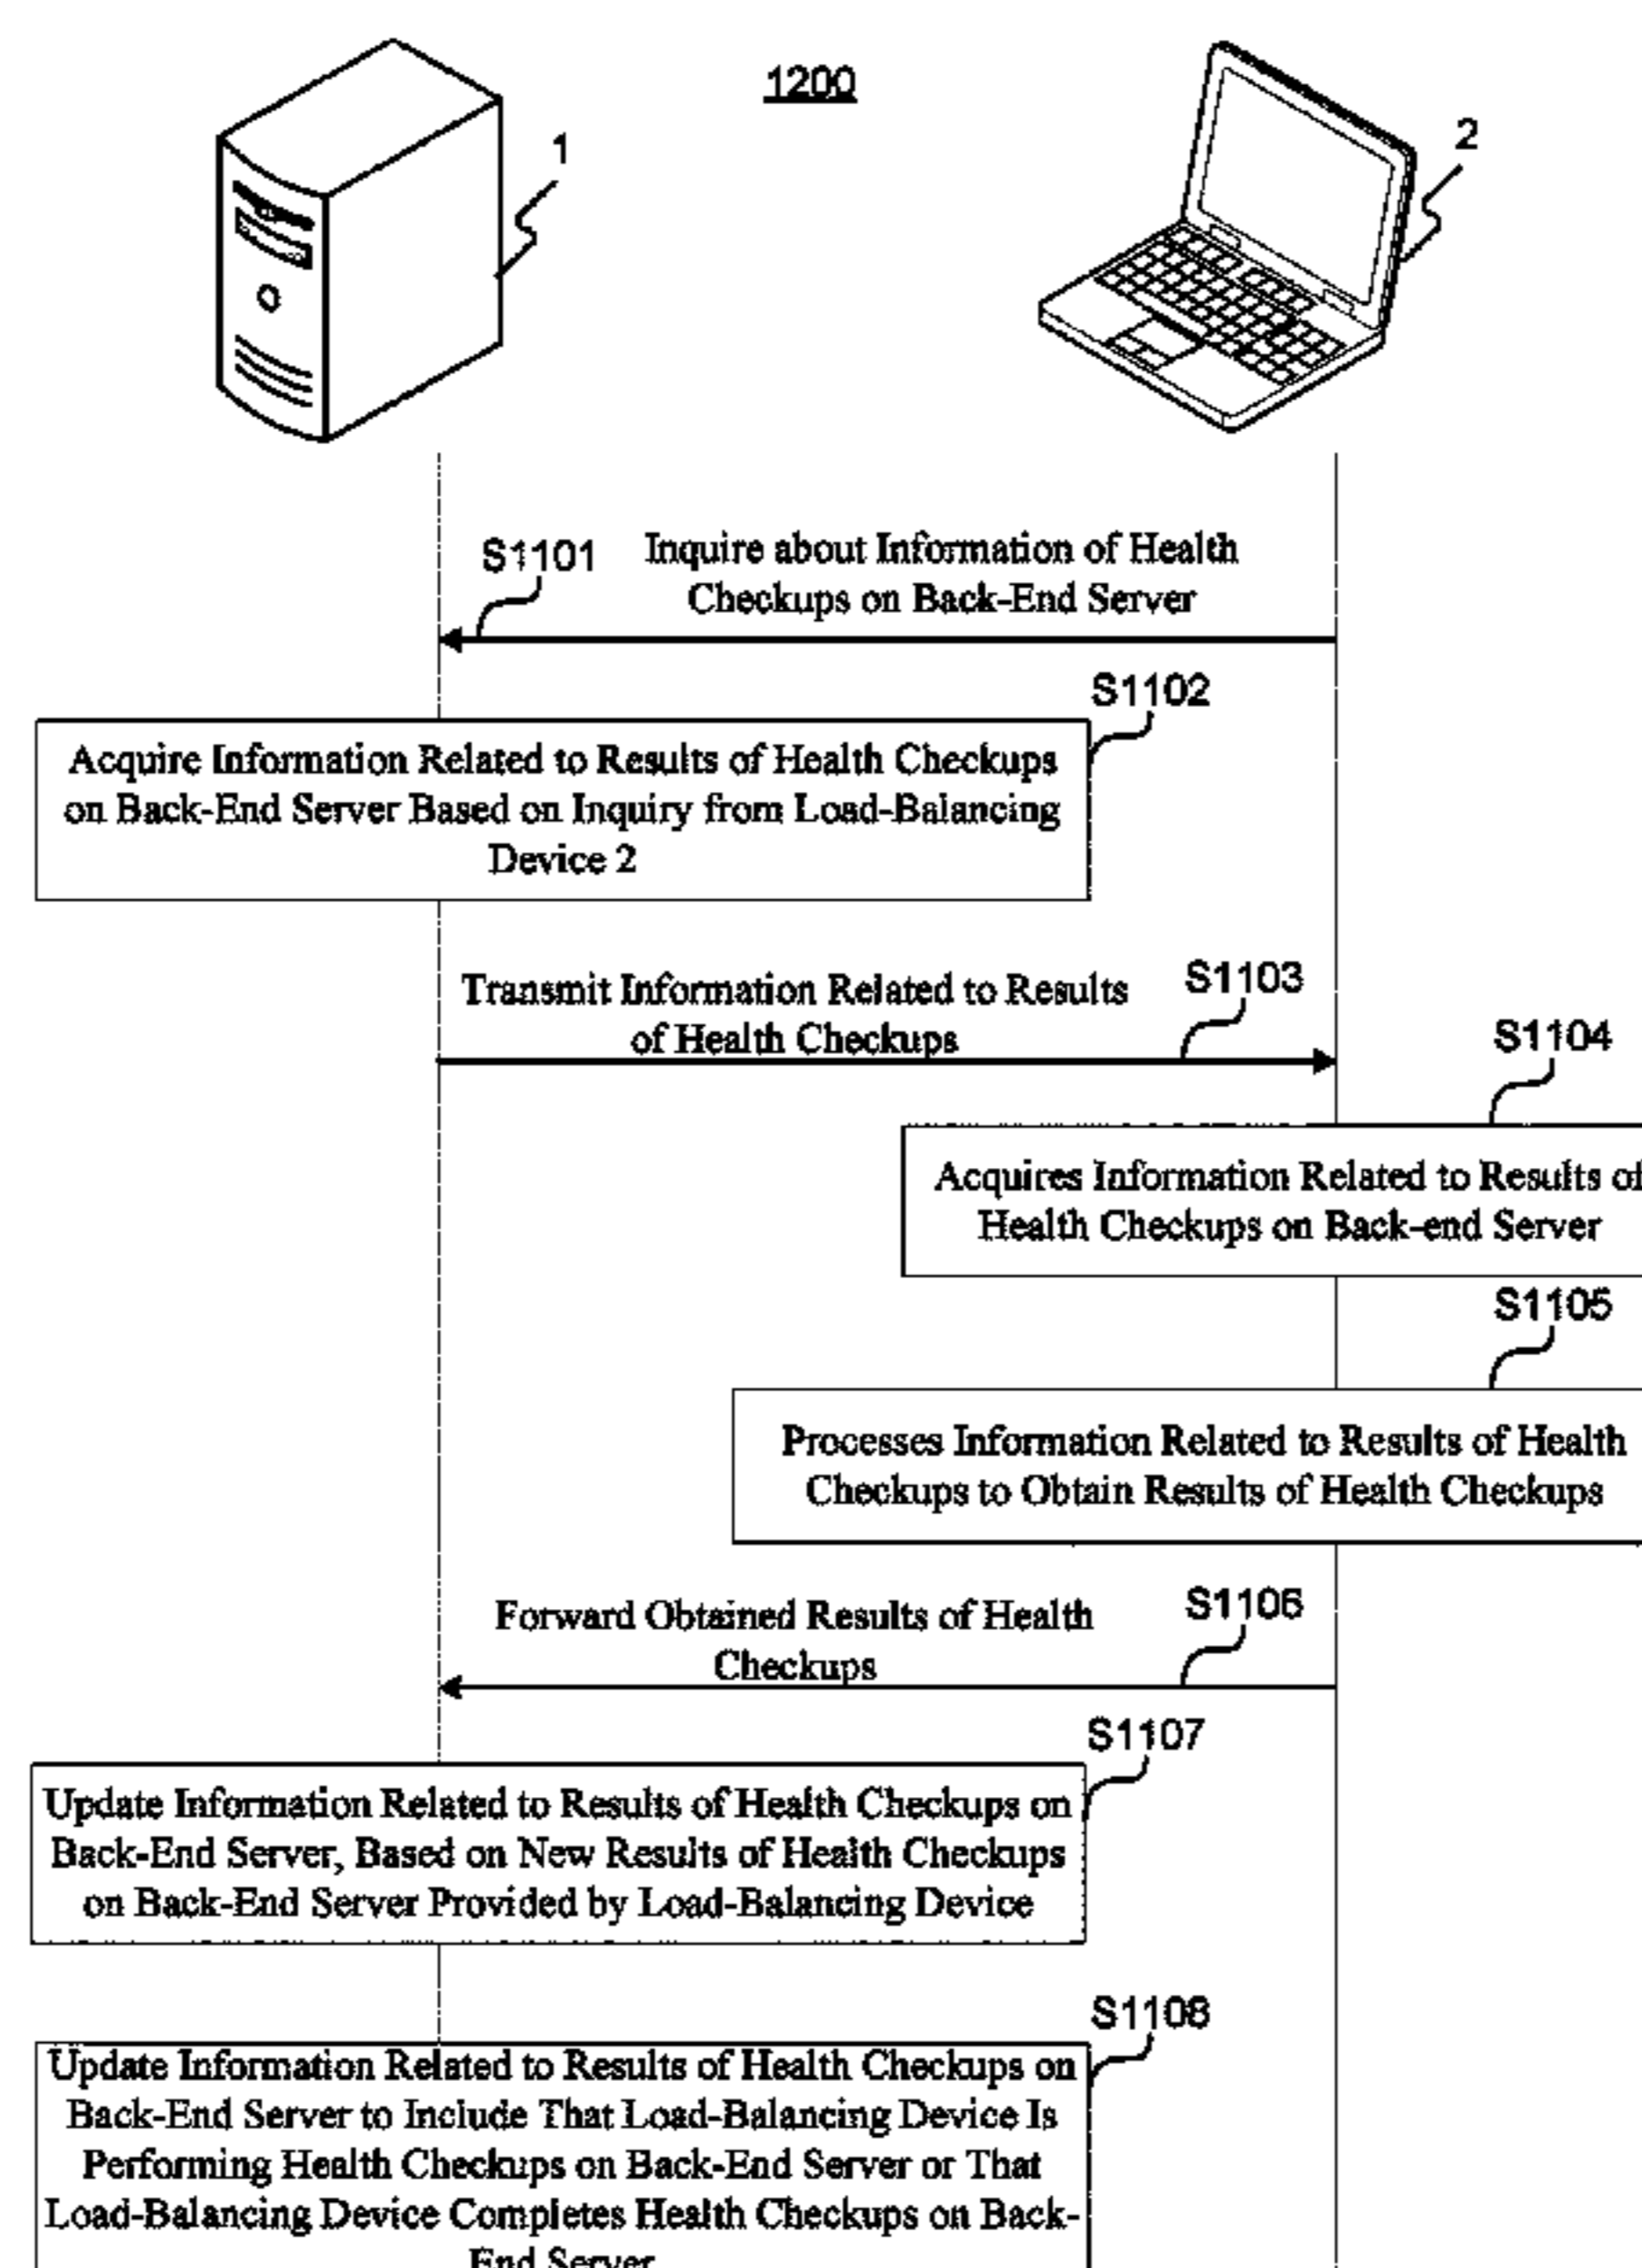 1200
1
2
S1101
Inquire about Information of Health
Checkups on Back-End Server
S1102
Acquire Information Related to Results of Health Checkups
on Back-End Server Based on Inquiry from Load-Balancing
Device 2
Transmit Information Related to Results
of Health Checkups
S1103
S1104
Acquires Information Related to Results of
Health Checkups on Back-end Server
S1105
Processes Information Related to Results of Health
Checkups to Obtain Results of Health Checkups
Forward Obtained Results of Health
Checkups
S1106
S1107
Update Information Related to Results of Health Checkups on
Back-End Server, Based on New Results of Health Checkups
on Back-End Server Provided by Load-Balancing Device
S1108
Update Information Related to Results of Health Checkups on
Back-End Server to Include That Load-Balancing Device Is
Performing Health Checkups on Back-End Server or That
Load-Balancing Device Completes Health Checkups on Back-
End Server